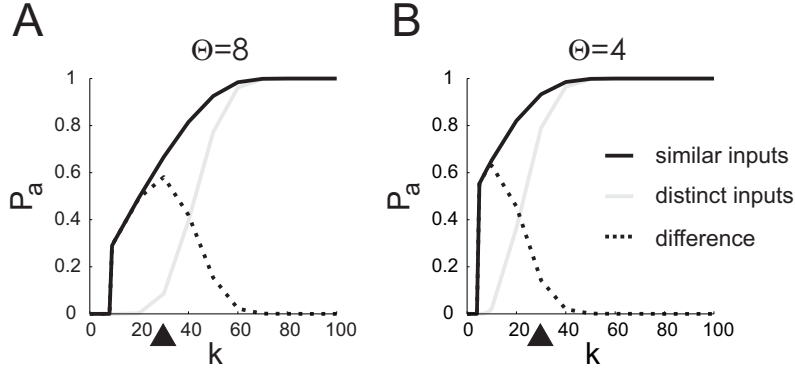 A
Θ=8
1
0.8
0.6
0.4
0.2
0
Pa
0 20 40 60 80 100
k
B
Θ=4
1
0.8
0.6
0.4
0.2
0
Pa
0 20 40 60 80 100
k
similar inputs
distinct inputs
difference